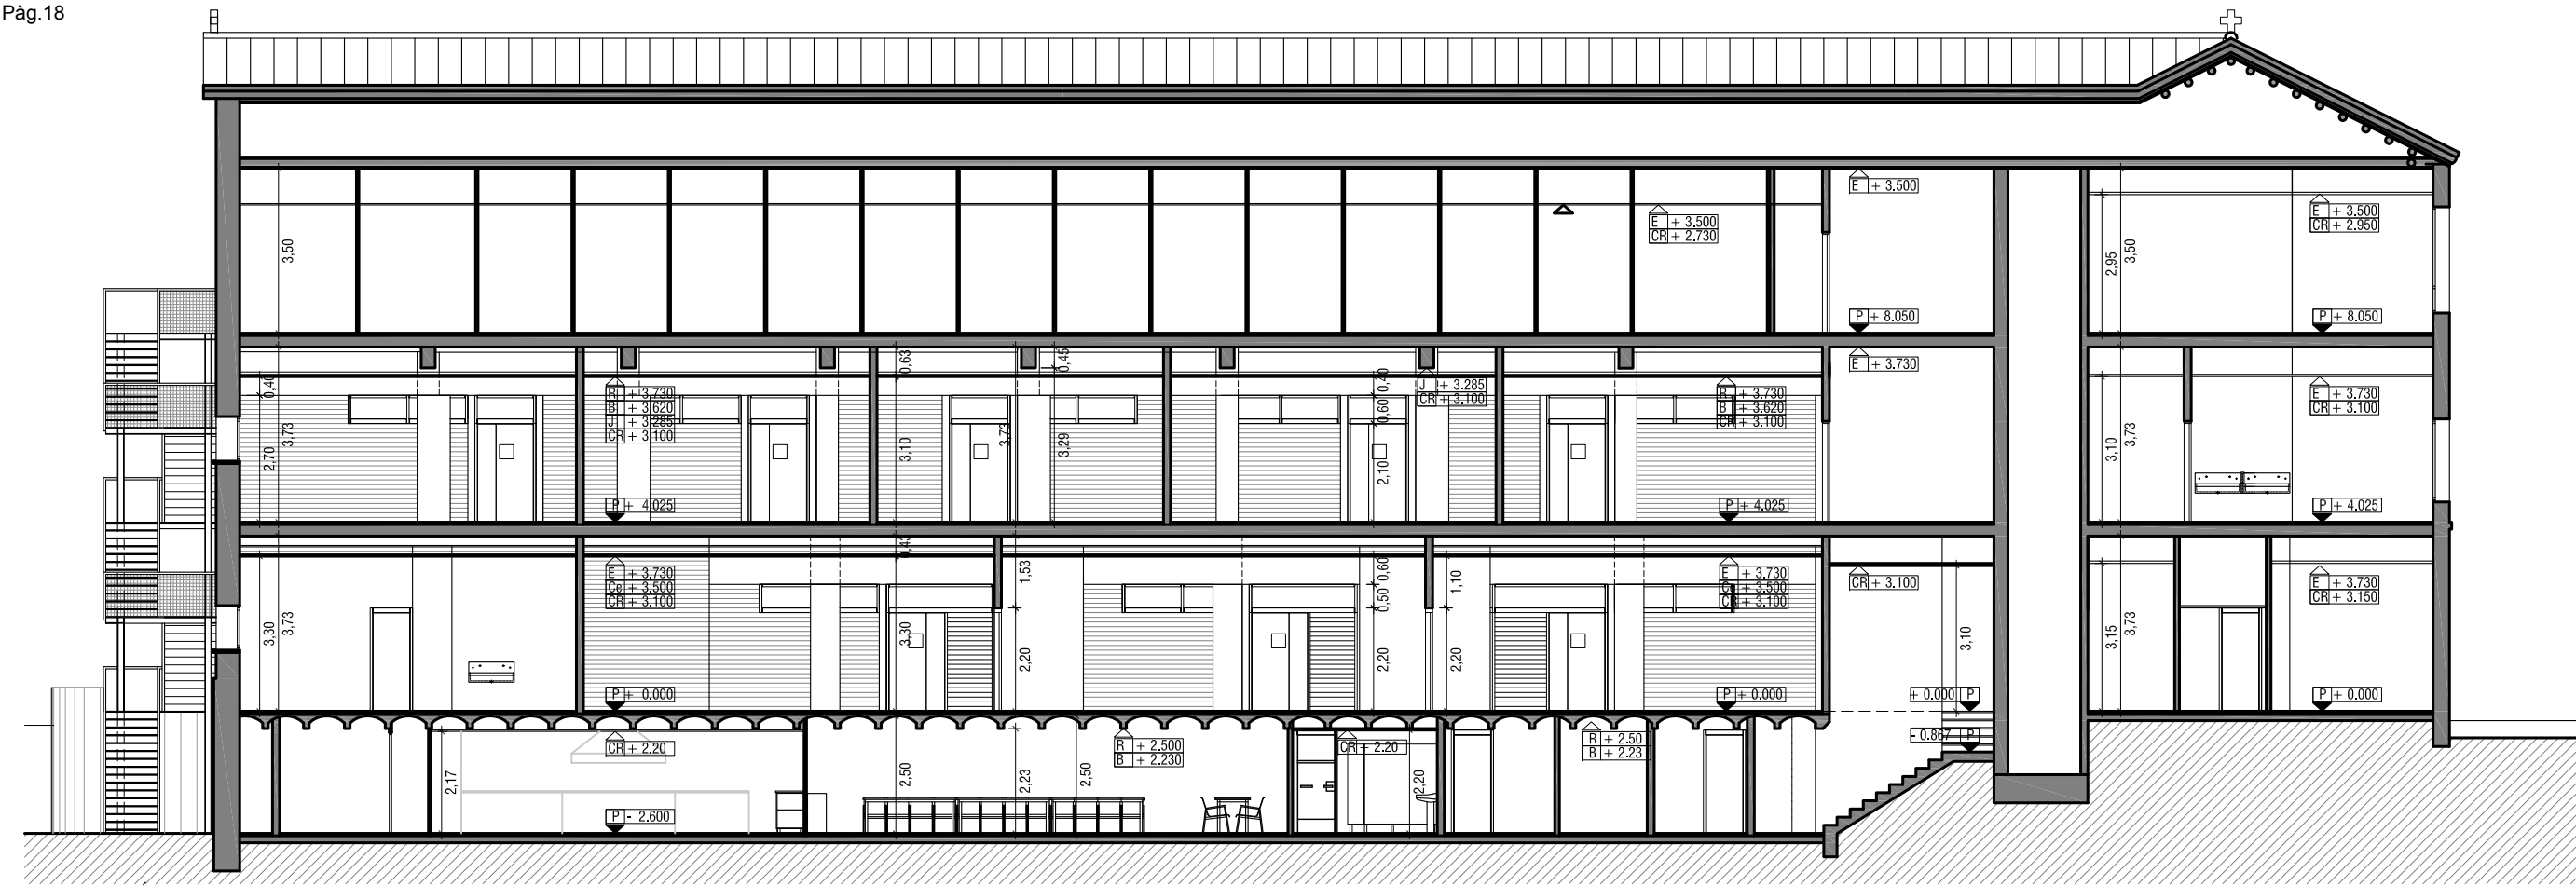 Pàg.18
E + 3.500
E + 3.500
CR + 2.730
E + 3.500
CR + 2.950
3,50
2,95
3,50
P + 8.050
P + 8.050
0,40
2,70
3,73
R + 3.730
B + 3.620
J + 3.285
CR + 3.100
0,63
3,10
3,73
0,45
3,29
0,40
0,60
2,10
J + 3.285
CR + 3.100
R + 3.730
B + 3.620
CR + 3.100
E + 3.730
3,10
3,73
E + 3.730
CR + 3.100
P + 4.025
P + 4.025
P + 4.025
3,30
3,73
E + 3.730
Ce + 3.500
CR + 3.100
0,43
3,30
1,53
2,20
0,60
0,50
2,20
1,10
2,20
E + 3.730
Ce + 3.500
CR + 3.100
CR + 3.100
3,10
3,15
3,73
E + 3.730
CR + 3.150
P + 0.000
P + 0.000
+ 0.000 P
P + 0.000
- 0.867 P
2,17
CR + 2.20
2,50
2,23
2,50
R + 2.500
B + 2.230
CR + 2.20
2,20
R + 2.50
B + 2.23
P - 2.600